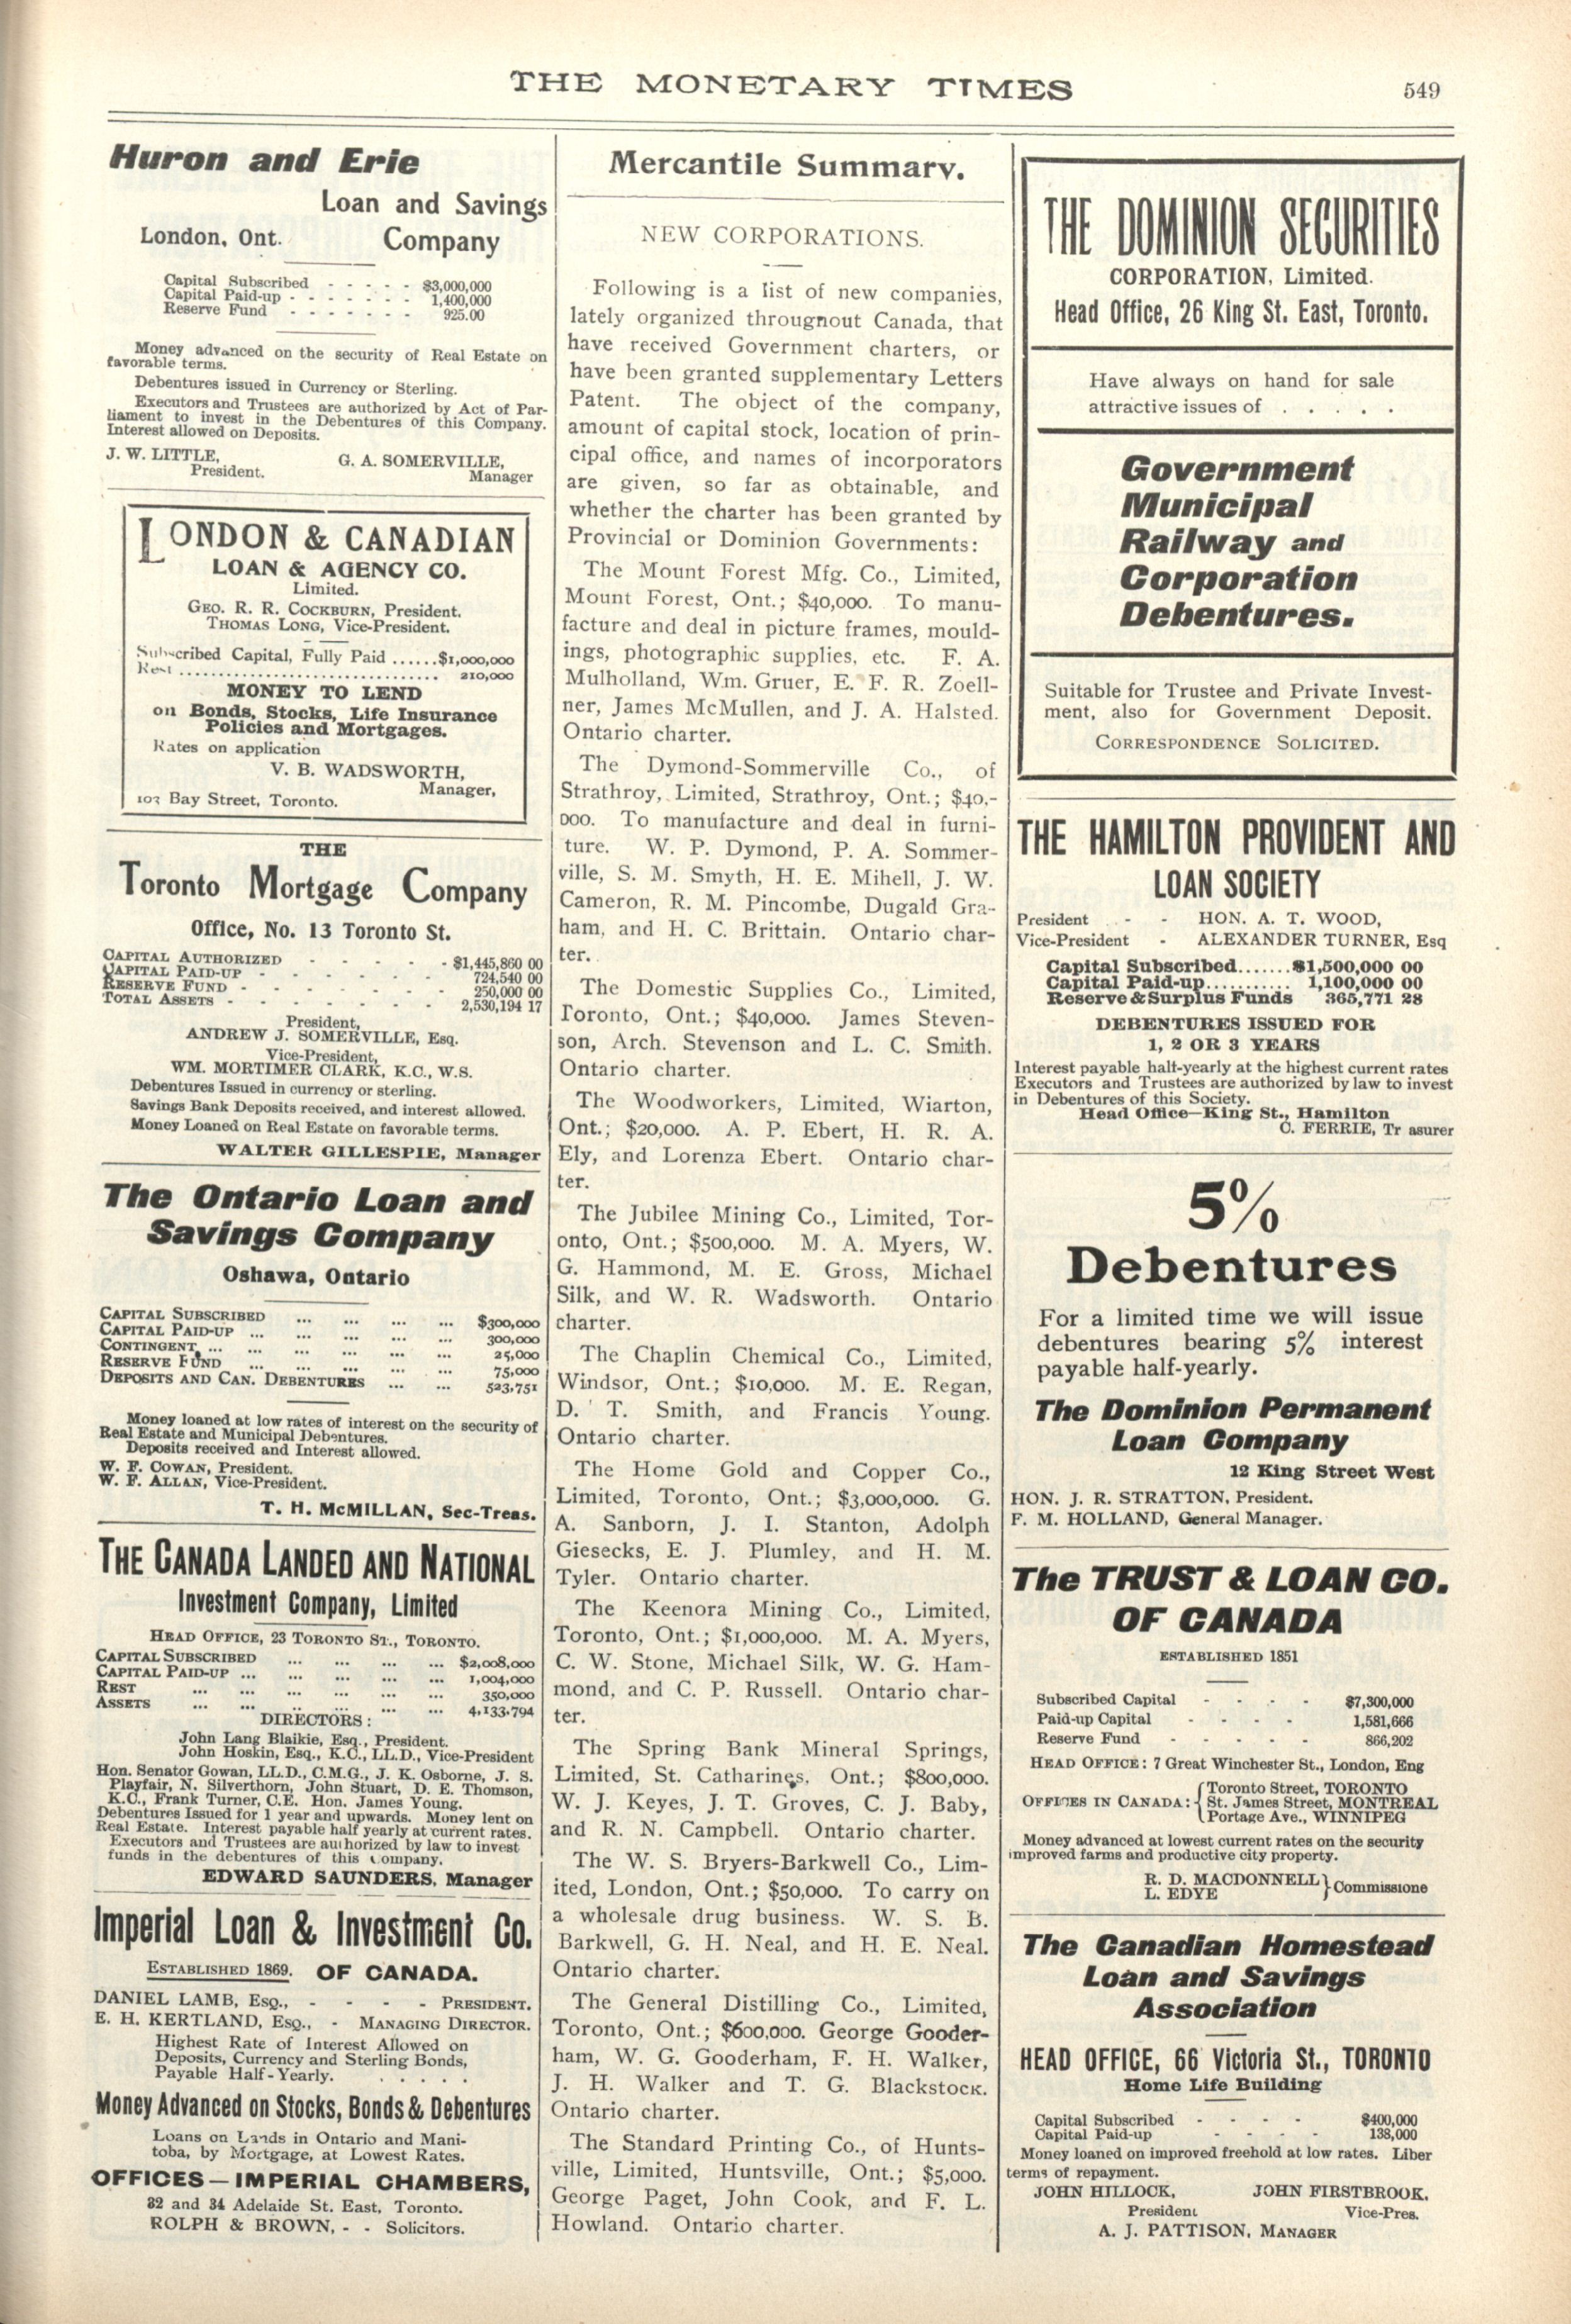 THE MONETARY TIMES
549
Huron and Erie
Loan and Savings
London, Ont. Company
Capital Subscribed - - - - - $3,000,000
Capital Paid-up - - - - - - - 1,400,000
Reserve Fund - - - - - - - 925.00
Money advanced on the security of Real Estate on
favorable terms.
Debentures issued in Currency or Sterling.
Executors and Trustees are authorized by Act of Par-
liament to invest in the Debentures of this Company.
Interest allowed on Deposits.
J. W. LITTLE, G. A. SOMERVILLE,
President. Manager
LONDON & CANADIAN
LOAN & AGENCY CO.
Limited.
GEO. R. R. COCKBURN, President.
THOMAS LONG, Vice-President.
Subscribed Capital, Fully Paid ......$1,000,000
Rest ................................ 210,000
MONEY TO LEND
on Bonds, Stocks, Life Insurance
Policies and Mortgages.
Rates on application
V. B. WADSWORTH,
Manager,
103 Bay Street, Toronto.
THE
Toronto Mortgage Company
Office, No. 13 Toronto St.
CAPITAL AUTHORIZED - - - - - $1,445,860 00
CAPITAL PAID-UP - - - - - - 724,540 00
RESERVE FUND - - - - - - 250,000 00
TOTAL ASSETS - - - - - - - 2,530,194 17
President,
ANDREW J. SOMERVILLE, Esq.
Vice-President,
WM. MORTIMER CLARK, K.C., W.S.
Debentures Issued in currency or sterling.
Savings Bank Deposits received, and interest allowed.
Money Loaned on Real Estate on favorable terms.
WALTER GILLESPIE, Manager
The Ontario Loan and
Savings Company
Oshawa, Ontario
CAPITAL SUBSCRIBED ... ... ... ... $300,000
CAPITAL PAID-UP ... ... ... ... ... 300,000
CONTINGENT, ... ... ... ... ... ... 25,000
RESERVE FUND ... ... ... ... ... 75,000
DEPOSITS AND CAN. DEBENTURES ... ... 523,751
Money loaned at low rates of interest on the security of
Real Estate and Municipal Debentures.
Deposits received and Interest allowed.
W. F. COWAN, President.
W. F. ALLAN, Vice-President.
T. H. McMILLAN, Sec-Treas.
THE CANADA LANDED AND NATIONAL
Investment Company, Limited
HEAD OFFICE, 23 TORONTO ST., TORONTO.
CAPITAL SUBSCRIBED ... ... ... ... $2,008,000
CAPITAL PAID-UP ... ... ... ... ... 1,004,000
REST ... ... ... ... ... ... 350,000
ASSETS ... ... ... ... ... ... 4,133,794
DIRECTORS:
John Lang Blaikie, Esq., President.
John Hoskin, Esq., K.C., LL.D., Vice-President
Hon. Senator Gowan, LL.D., C.M.G., J. K. Osborne, J. S.
Playfair, N. Silverthorn, John Stuart, D. E. Thomson,
K.C., Frank Turner, C.E. Hon. James Young.
Debentures Issued for 1 year and upwards. Money lent on
Real Estate. Interest payable half yearly at current rates.
Executors and Trustees are authorized by law to invest
funds in the debentures of this Company.
EDWARD SAUNDERS, Manager
Imperial Loan & Investment Co.
ESTABLISHED 1869. OF CANADA.
DANIEL LAMB, ESQ., - - - - PRESIDENT.
E. H. KERTLAND, ESQ., - MANAGING DIRECTOR.
Highest Rate of Interest Allowed on
Deposits, Currency and Sterling Bonds,
Payable Half-Yearly. . . . . .
Money Advanced on Stocks, Bonds & Debentures
Loans on Lands in Ontario and Mani-
toba, by Mortgage, at Lowest Rates.
OFFICES—IMPERIAL CHAMBERS,
32 and 34 Adelaide St. East, Toronto.
ROLPH & BROWN, - - Solicitors.
Mercantile Summary.
NEW CORPORATIONS.
Following is a list of new companies,
lately organized througnout Canada, that
have received Government charters, or
have been granted supplementary Letters
Patent. The object of the company,
amount of capital stock, location of prin-
cipal office, and names of incorporators
are given, so far as obtainable, and
whether the charter has been granted by
Provincial or Dominion Governments:
The Mount Forest Mfg. Co., Limited,
Mount Forest, Ont.; $40,000. To manu-
facture and deal in picture frames, mould-
ings, photographic supplies, etc. F. A.
Mulholland, Wm. Gruer, E. F. R. Zoell-
ner, James McMullen, and J. A. Halsted.
Ontario charter.
The Dymond-Sommerville Co., of
Strathroy, Limited, Strathroy, Ont.; $40,-
000. To manufacture and deal in furni-
ture. W. P. Dymond, P. A. Sommer-
ville, S. M. Smyth, H. E. Mihell, J. W.
Cameron, R. M. Pincombe, Dugald Gra-
ham, and H. C. Brittain. Ontario char-
ter.
The Domestic Supplies Co., Limited,
Toronto, Ont.; $40,000. James Steven-
son, Arch. Stevenson and L. C. Smith.
Ontario charter.
The Woodworkers, Limited, Wiarton,
Ont.; $20,000. A. P. Ebert, H. R. A.
Ely, and Lorenza Ebert. Ontario char-
ter.
The Jubilee Mining Co., Limited, Tor-
onto, Ont.; $500,000. M. A. Myers, W.
G. Hammond, M. E. Gross, Michael
Silk, and W. R. Wadsworth. Ontario
charter.
The Chaplin Chemical Co., Limited,
Windsor, Ont.; $10,000. M. E. Regan,
D. T. Smith, and Francis Young.
Ontario charter.
The Home Gold and Copper Co.,
Limited, Toronto, Ont.; $3,000,000. G.
A. Sanborn, J. I. Stanton, Adolph
Giesecks, E. J. Plumley, and H. M.
Tyler. Ontario charter.
The Keenora Mining Co., Limited,
Toronto, Ont.; $1,000,000. M. A. Myers,
C. W. Stone, Michael Silk, W. G. Ham-
mond, and C. P. Russell. Ontario char-
ter.
The Spring Bank Mineral Springs,
Limited, St. Catharines, Ont.; $800,000.
W. J. Keyes, J. T. Groves, C. J. Baby,
and R. N. Campbell. Ontario charter.
The W. S. Bryers-Barkwell Co., Lim-
ited, London, Ont.; $50,000. To carry on
a wholesale drug business. W. S. B.
Barkwell, G. H. Neal, and H. E. Neal.
Ontario charter.
The General Distilling Co., Limited,
Toronto, Ont.; $600,000. George Gooder-
ham, W. G. Gooderham, F. H. Walker,
J. H. Walker and T. G. Blackstock.
Ontario charter.
The Standard Printing Co., of Hunts-
ville, Limited, Huntsville, Ont.; $5,000.
George Paget, John Cook, and F. L.
Howland. Ontario charter.
THE DOMINION SECURITIES
CORPORATION, Limited.
Head Office, 26 King St. East, Toronto.
Have always on hand for sale
attractive issues of . . . . .
Government
Municipal
Railway and
Corporation
Debentures.
Suitable for Trustee and Private Invest-
ment, also for Government Deposit.
CORRESPONDENCE SOLICITED.
THE HAMILTON PROVIDENT AND
LOAN SOCIETY
President - - HON. A. T. WOOD,
Vice-President - ALEXANDER TURNER, Esq
Capital Subscribed.......$1,500,000 00
Capital Paid-up........... 1,100,000 00
Reserve & Surplus Funds 365,771 28
DEBENTURES ISSUED FOR
1, 2 OR 3 YEARS
Interest payable half-yearly at the highest current rates
Executors and Trustees are authorized by law to invest
in Debentures of this Society.
Head Office—King St., Hamilton
C. FERRIE, Tr asurer
5%
Debentures
For a limited time we will issue
debentures bearing 5% interest
payable half-yearly.
The Dominion Permanent
Loan Company
12 King Street West
HON. J. R. STRATTON, President.
F. M. HOLLAND, General Manager.
The TRUST & LOAN CO.
OF CANADA
ESTABLISHED 1851
Subscribed Capital - - - - $7,300,000
Paid-up Capital - - - - 1,581,666
Reserve Fund - - - - - 866,202
HEAD OFFICE: 7 Great Winchester St., London, Eng
Toronto Street, TORONTO
OFFICES IN CANADA: St. James Street, MONTREAL
Portage Ave., WINNIPEG
Money advanced at lowest current rates on the security
improved farms and productive city property.
R. D. MACDONNELL
L. EDYE } Commissione
The Canadian Homestead
Loan and Savings
Association
HEAD OFFICE, 66 Victoria St., TORONTO
Home Life Building
Capital Subscribed - - - - $400,000
Capital Paid-up - - - - 138,000
Money loaned on improved freehold at low rates. Liber
terms of repayment.
JOHN HILLOCK, JOHN FIRSTBROOK,
President Vice-Pres.
A. J. PATTISON, MANAGER